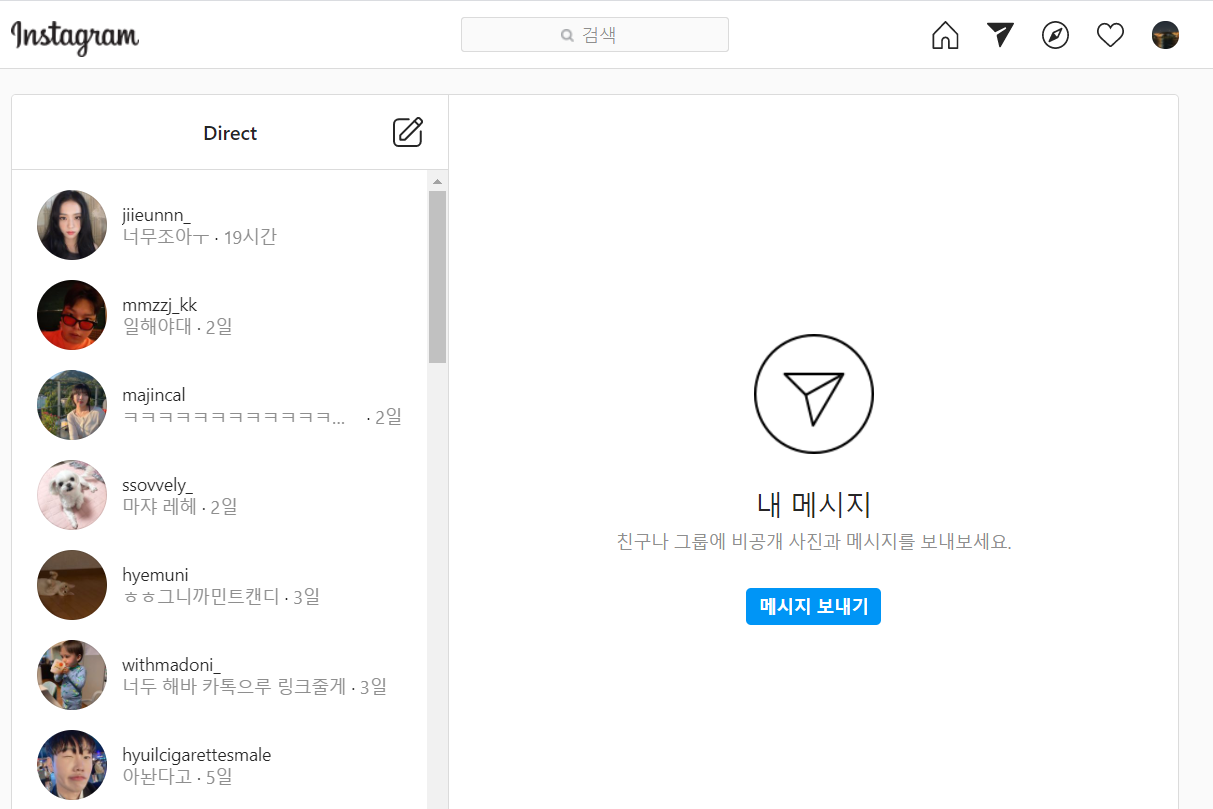 Instagram
검색
Direct
jiieunnn_
너무조아ㅜ · 19시간
mmzzj_kk
일해야대 · 2일
majincal
ㅋㅋㅋㅋㅋㅋㅋㅋㅋㅋㅋㅋ... · 2일
ssovvely_
마쟈 레헤 · 2일
hyemuni
ㅎㅎ그니까민트캔디 · 3일
withmadoni_
너두 해바 카톡으루 링크줄게 · 3일
hyuilcigarettesmale
아놘다고 · 5일
내 메시지
친구나 그룹에 비공개 사진과 메시지를 보내보세요.
메시지 보내기